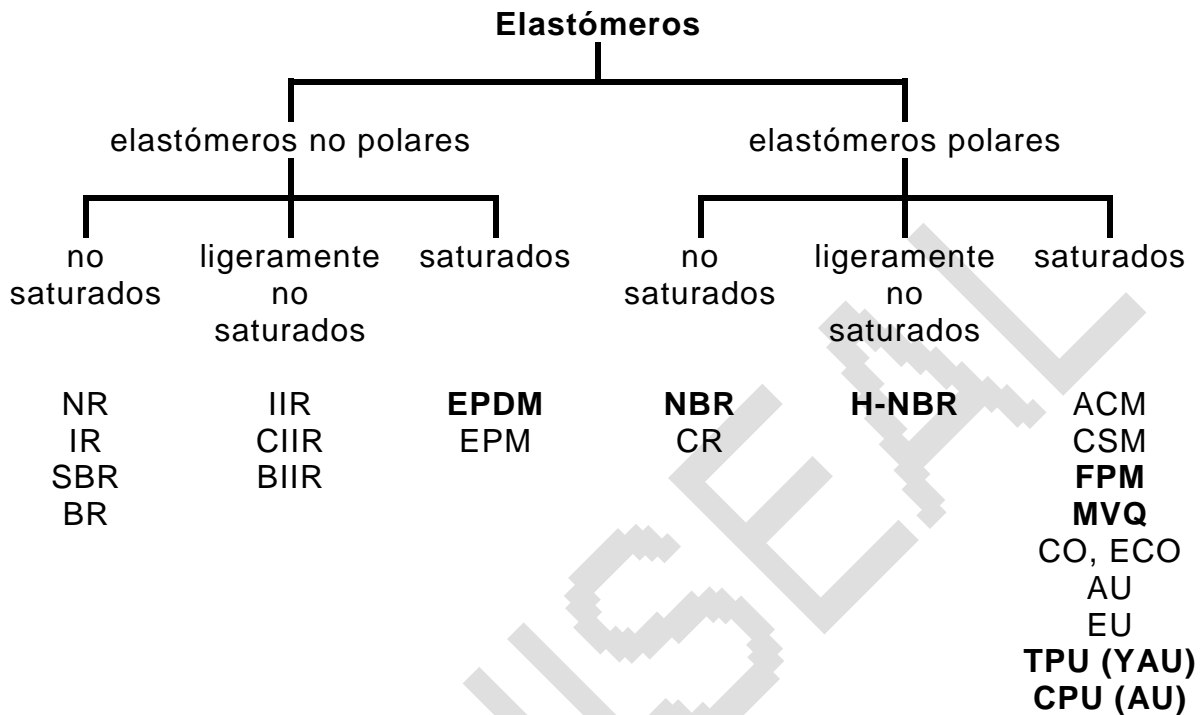 Elastómeros
elastómeros no polares
elastómeros polares
no
saturados
ligeramente
no
saturados
saturados
no
saturados
ligeramente
no
saturados
saturados
NR
IR
SBR
BR
IIR
CIIR
BIIR
EPDM
EPM
NBR
CR
H-NBR
ACM
CSM
FPM
MVQ
CO, ECO
AU
EU
TPU (YAU)
CPU (AU)